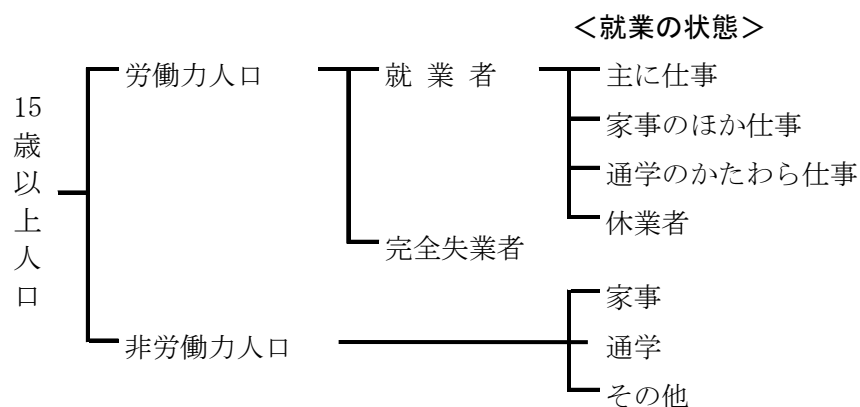 ＜就業の状態＞
15歳以上人口
労働力人口
就 業 者
主に仕事
家事のほか仕事
通学のかたわら仕事
休業者
完全失業者
非労働力人口
家事
通学
その他